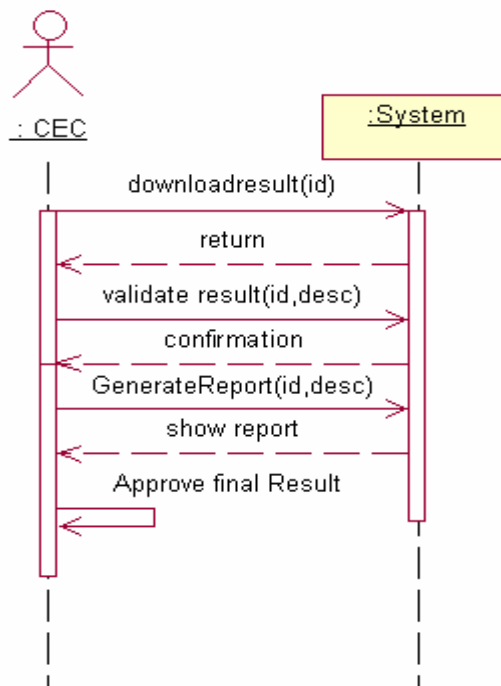 : CEC
:System
downloadresult(id)
return
validate result(id,desc)
confirmation
GenerateReport(id,desc)
show report
Approve final Result